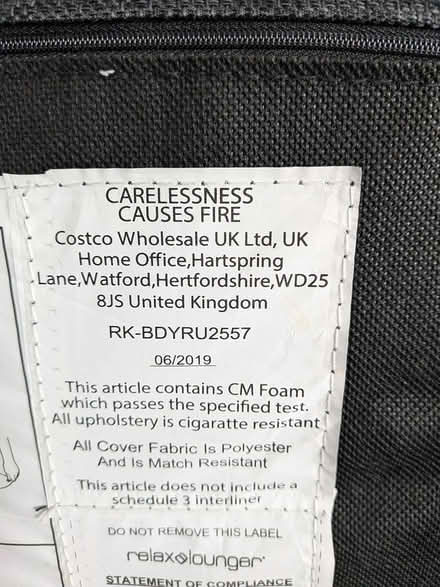 CARELESSNESS
CAUSES FIRE
Costco Wholesale UK Ltd, UK
Home Office,Hartspring
Lane,Watford,Hertfordshire,WD25
8JS United Kingdom
RK-BDYRU2557
06/2019
This article contains CM Foam
which passes the specified test.
All upholstery is cigaratte resistant
All Cover Fabric Is Polyester
And Is Match Resistant
This article does not include a
schedule 3 interliner
DO NOT REMOVE THIS LABEL
relax lounger
STATEMENT OF COMPLIANCE